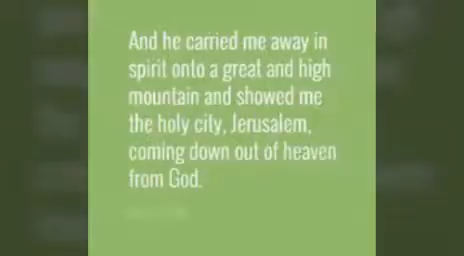 And he carried me away in
spirit onto a great and high
mountain and showed me
the holy city, Jerusalem,
coming down out of heaven
from God.